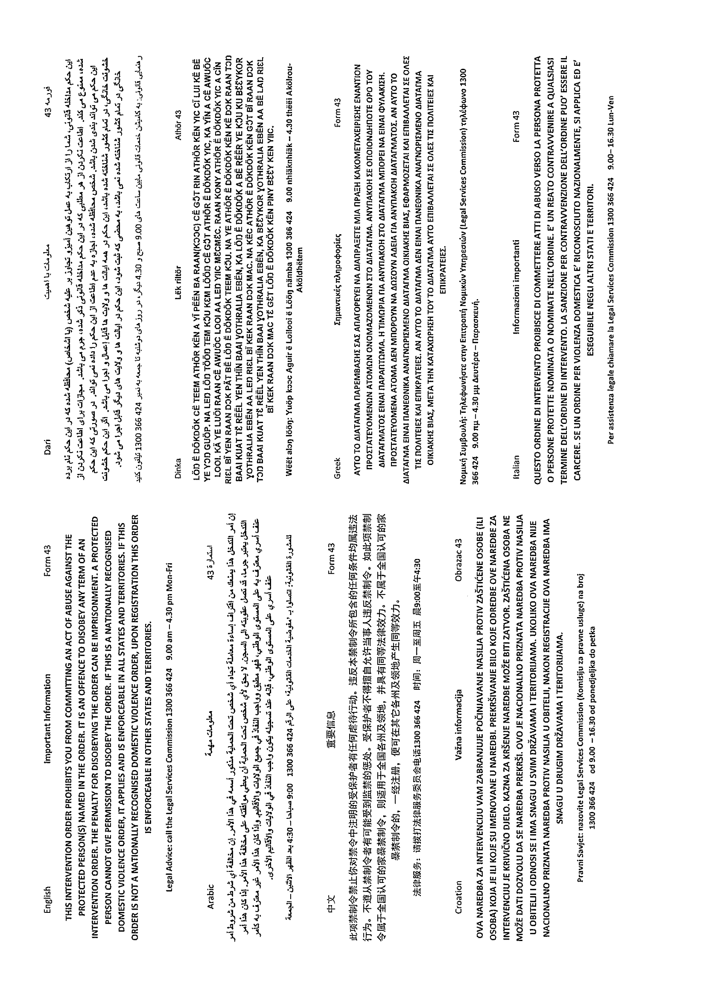 English Important Information Form 43
THIS INTERVENTION ORDER PROHIBITS YOU FROM COMMITTING AN ACT OF ABUSE AGAINST THE
PROTECTED PERSON(S) NAMED IN THE ORDER. IT IS AN OFFENCE TO DISOBEY ANY TERM OF AN
INTERVENTION ORDER. THE PENALTY FOR DISOBEYING THE ORDER CAN BE IMPRISONMENT. A PROTECTED
PERSON CANNOT GIVE PERMISSION TO DISOBEY THE ORDER. IF THIS IS A NATIONALLY RECOGNISED
DOMESTIC VIOLENCE ORDER, IT APPLIES AND IS ENFORCEABLE IN ALL STATES AND TERRITORIES. IF THIS
ORDER IS NOT A NATIONALLY RECOGNISED DOMESTIC VIOLENCE ORDER, UPON REGISTRATION THIS ORDER
IS ENFORCEABLE IN OTHER STATES AND TERRITORIES.
Legal Advice: call the Legal Services Commission 1300 366 424 9.00 am – 4.30 pm Mon-Fri
Arabic معلومات مهمة استمارة 43
إن أمر التدخل هذا يمنعك من اقتراف إساءة معاملة تجاه أي شخص تحت الحماية مذكور اسمه في هذا الأمر. إن مخالفة أي شرط من شروط أمر
التدخل يعتبر جرما، قد تصل عقوبته الى السجن. لا يحق لأي شخص تحت الحماية أن يعطي موافقته على مخالفة هذا الأمر. إذا كان هذا أمر
عنف أسري معترف به على المستوى الوطني، فهو مطبق وواجب النفاذ في جميع الولايات والأقاليم. وإذا كان هذا الأمر غير معترف به كأمر
عنف أسري على المستوى الوطني، فإنه عند تسجيله يكون واجب النفاذ في الولايات والأقاليم الأخرى.
للمشورة القانونية: اتصلوا بـ 'مفوضية الخدمات القانونية' على الرقم 424 366 1300 9:00 صباحا – 4:30 بعد الظهر الاثنين – الجمعة
中文 重要信息 Form 43
此项禁制令禁止你对禁令中注明的受保护者有任何虐待行动。违反本禁制令所包含的任何条件均属违法
行为。不遵从禁制令者有可能受到监禁的惩处。受保护者不得擅自允许当事人违反禁制令。如此项禁制
令属于全国认可的家暴禁制令，则适用于全国各州及领地，并具有同等法律效力。不属于全国认可的家
暴禁制令的，一经注册，便可在其它各州及领地产生同等效力。
法律服务：请拨打法律服务委员会电话1300 366 424 时间：周一至周五 晨9:00至午4:30
Croation Važna informacija Obrazac 43
OVA NAREDBA ZA INTERVENCIJU VAM ZABRANJUJE POČINJAVANJE NASILJA PROTIV ZAŠTIĆENE OSOBE (ILI
OSOBA) KOJA JE ILI KOJE SU IMENOVANE U NAREDBI. PREKRŠIVANJE BILO KOJE ODREDBE OVE NAREDBE ZA
INTERVENCIJU JE KRIVIČNO DJELO. KAZNA ZA KRŠENJE NAREDBE MOŽE BITI ZATVOR. ZAŠTIĆENA OSOBA NE
MOŽE DATI DOZVOLU DA SE NAREDBA PREKRŠI. OVO JE NACIONALNO PRIZNATA NAREDBA PROTIV NASILJA
U OBITELJI I ODNOSI SE I IMA SNAGU U SVIM DRŽAVAMA I TERITORIJAMA. UKOLIKO OVA NAREDBA NIJE
NACIONALNO PRIZNATA NAREDBA PROTIV NASILJA U OBITELJI, NAKON REGISTRACIJE OVA NAREDBA IMA
SNAGU U DRUGIM DRŽAVAMA I TERITORIJAMA.
Pravni Savjet: nazovite Legal Services Commission (Komisiju za pravne usluge) na broj
1300 366 424 od 9.00 – 16.30 od ponedjeljka do petka
Dari معلومات با اهمیت فورمه 43
این حکم مداخله قانونی، شما را از ارتکاب به عمل توهین آمیزو تجاوز بر علیه شخص (یا اشخاص) محافظه شده که در این حکم نام برده
شده، ممنوع می کند. اطاعت نکردن از هر مطلبی که در این حکم مداخله قانونی ذکر شده، جرم می باشد. مجازات برای اطاعت نکردن از
این حکم می تواند بندی شدن باشد. شخص محافظه شده، اجازه به عدم اطاعت از این حکم را داده نمی تواند. در صورتی که این حکم
خشونت خانگی، در تمام کشور شناخته شده باشد، این حکم در همه ایالت ها و ولایت ها قابل إعمال و اجرا می باشد. اگر این حکم خشونت
خانگی در تمام کشور شناخته شده نمی باشد، به محضی که ثبت شود، این حکم در ایالت ها و ولایت های دیگر قابل اجرا می شود.
رهنمایی قانونی: به کامیشن خدمات قانونی مابین ساعت های 9.00 صبح و 4.30 دیگر، در روز های دوشنبه تا جمعه به نمبر 424 366 1300 تیلفون کنید
Dinka Lëk riltör Athör 43
LÖŊ Ë DÖKDÖK CË TEEM ATHÖR KËN A YÏ PËËN BA RAAN(KƆƆC) CË GƆ̈T RIN ATHÖR KËN YIC CÏ LUI KË BË
YE YƆŊ GUÖP. NA LEŊ LÖŊ TÖÖŊ TEM KƆ̈U KƐM LÖÖŊ CË GƆ̈T ATHÖR Ë DÖKDÖK YIC, KA YÏN A CË AWUÖC
LOOI. KÄ YE LUÖI RAAN CË AWUÖC LOOI AA LEŊ YIIC MƐ̈CMƐ̈C. RAAN KONY ATHÖR Ë DÖKDÖK YIC A CÏN
RIƐL BÏ YEN RAAN DƆK PÄT BË LÖŊ Ë DÖKDÖK TEEM KƆ̈U. NA YE ATHÖR Ë DÖKDÖK KËN KË DƆK RAAN TƆŊ
BAAI KUAT TƐ̈ RËËL YEN THÏN BAAI ƔOTHRALIA EBËN, KA LÖŊ Ë DÖKDÖK A BË RËËR YE KƆ̈U KU BƐ̈ƐYKOR
ƔOTHRALIA EBËN AA LEŊ RIƐL BÏ KEK RAAN DƆK MAC. NA KËC ATHÖR Ë DÖKDÖK KËN GƆ̈T BÏ RAAN DƆK
TƆŊ BAAI KUAT TƐ̈ RËËL YEN THÏN BAAI ƔOTHRALIA EBËN, KA BƐ̈ƐYKOR ƔOTHRALIA EBËN AA BË LAŊ RIƐL
BÏ KEK RAAN DƆK MAC TƐ̈ GƐ̈T LÖŊ Ë DÖKDÖK KËN PINY BƐ̈ƐY KEN YIIC.
Wëët alɔŋ lööŋ: Yuöp kɔɔc Aguir ë Loilooi ë Lööŋ nämba 1300 366 424 9.00 nhiäknhiäk – 4.30 thëëi Akölrou-
Aköldhëtem
Greek Σημαντικές πληροφορίες Form 43
ΑΥΤΟ ΤΟ ΔΙΑΤΑΓΜΑ ΠΑΡΕΜΒΑΣΗΣ ΣΑΣ ΑΠΑΓΟΡΕΥΕΙ ΝΑ ΔΙΑΠΡΑΞΕΤΕ ΜΙΑ ΠΡΑΞΗ ΚΑΚΟΜΕΤΑΧΕΙΡΙΣΗΣ ΕΝΑΝΤΙΟΝ
ΠΡΟΣΤΑΤΕΥΟΜΕΝΩΝ ΑΤΟΜΩΝ ΟΝΟΜΑΖΟΜΕΝΩΝ ΣΤΟ ΔΙΑΤΑΓΜΑ. ΑΝΥΠΑΚΟΗ ΣΕ ΟΠΟΙΟΝΔΗΠΟΤΕ ΟΡΟ ΤΟΥ
ΔΙΑΤΑΓΜΑΤΟΣ ΕΙΝΑΙ ΠΑΡΑΠΤΩΜΑ. Η ΤΙΜΩΡΙΑ ΓΙΑ ΑΝΥΠΑΚΟΗ ΣΤΟ ΔΙΑΤΑΓΜΑ ΜΠΟΡΕΙ ΝΑ ΕΙΝΑΙ ΦΥΛΑΚΙΣΗ.
ΠΡΟΣΤΑΤΕΥΟΜΕΝΑ ΑΤΟΜΑ ΔΕΝ ΜΠΟΡΟΥΝ ΝΑ ΔΩΣΟΥΝ ΑΔΕΙΑ ΓΙΑ ΑΝΥΠΑΚΟΗ ΔΙΑΤΑΓΜΑΤΟΣ. ΑΝ ΑΥΤΟ ΤΟ
ΔΙΑΤΑΓΜΑ ΕΙΝΑΙ ΠΑΝΕΘΝΙΚΑ ΑΝΑΓΝΩΡΙΣΜΕΝΟ ΔΙΑΤΑΓΜΑ ΟΙΚΙΑΚΗΣ ΒΙΑΣ, ΕΦΑΡΜΟΖΕΤΑΙ ΚΑΙ ΕΠΙΒΑΛΛΕΤΑΙ ΣΕ ΟΛΕΣ
ΤΙΣ ΠΟΛΙΤΕΙΕΣ ΚΑΙ ΕΠΙΚΡΑΤΕΙΕΣ. ΑΝ ΑΥΤΟ ΤΟ ΔΙΑΤΑΓΜΑ ΔΕΝ ΕΙΝΑΙ ΠΑΝΕΘΝΙΚΑ ΑΝΑΓΝΩΡΙΣΜΕΝΟ ΔΙΑΤΑΓΜΑ
ΟΙΚΙΑΚΗΣ ΒΙΑΣ, ΜΕΤΑ ΤΗΝ ΚΑΤΑΧΩΡΗΣΗ ΤΟΥ ΤΟ ΔΙΑΤΑΓΜΑ ΑΥΤΟ ΕΠΙΒΑΛΛΕΤΑΙ ΣΕ ΟΛΕΣ ΤΙΣ ΠΟΛΙΤΕΙΕΣ ΚΑΙ
ΕΠΙΚΡΑΤΕΙΕΣ.
Νομική Συμβουλή: Τηλεφωνήστε στην Επιτροπή Νομικών Υπηρεσιών (Legal Services Commission) τηλέφωνο 1300
366 424 9.00 πμ – 4.30 μμ Δευτέρα – Παρασκευή.
Italian Informazioni importanti Form 43
QUESTO ORDINE DI INTERVENTO PROIBISCE DI COMMETTERE ATTI DI ABUSO VERSO LA PERSONA PROTETTA
O PERSONE PROTETTE NOMINATA O NOMINATE NELL’ORDINE. E’ UN REATO CONTRAVVENIRE A QUALSIASI
TERMINE DELL’ORDINE DI INTERVENTO. LA SANZIONE PER CONTRAVVENZIONE DELL’ORDINE PUO’ ESSERE IL
CARCERE. SE UN ORDINE PER VIOLENZA DOMESTICA E’ RICONOSCIUTO NAZIONALMENTE, SI APPLICA ED E’
ESEGUIBILE NEGLI ALTRI STATI E TERRITORI.
Per assistenza legale chiamare la Legal Services Commission 1300 366 424 9.00– 16.30 Lun-Ven